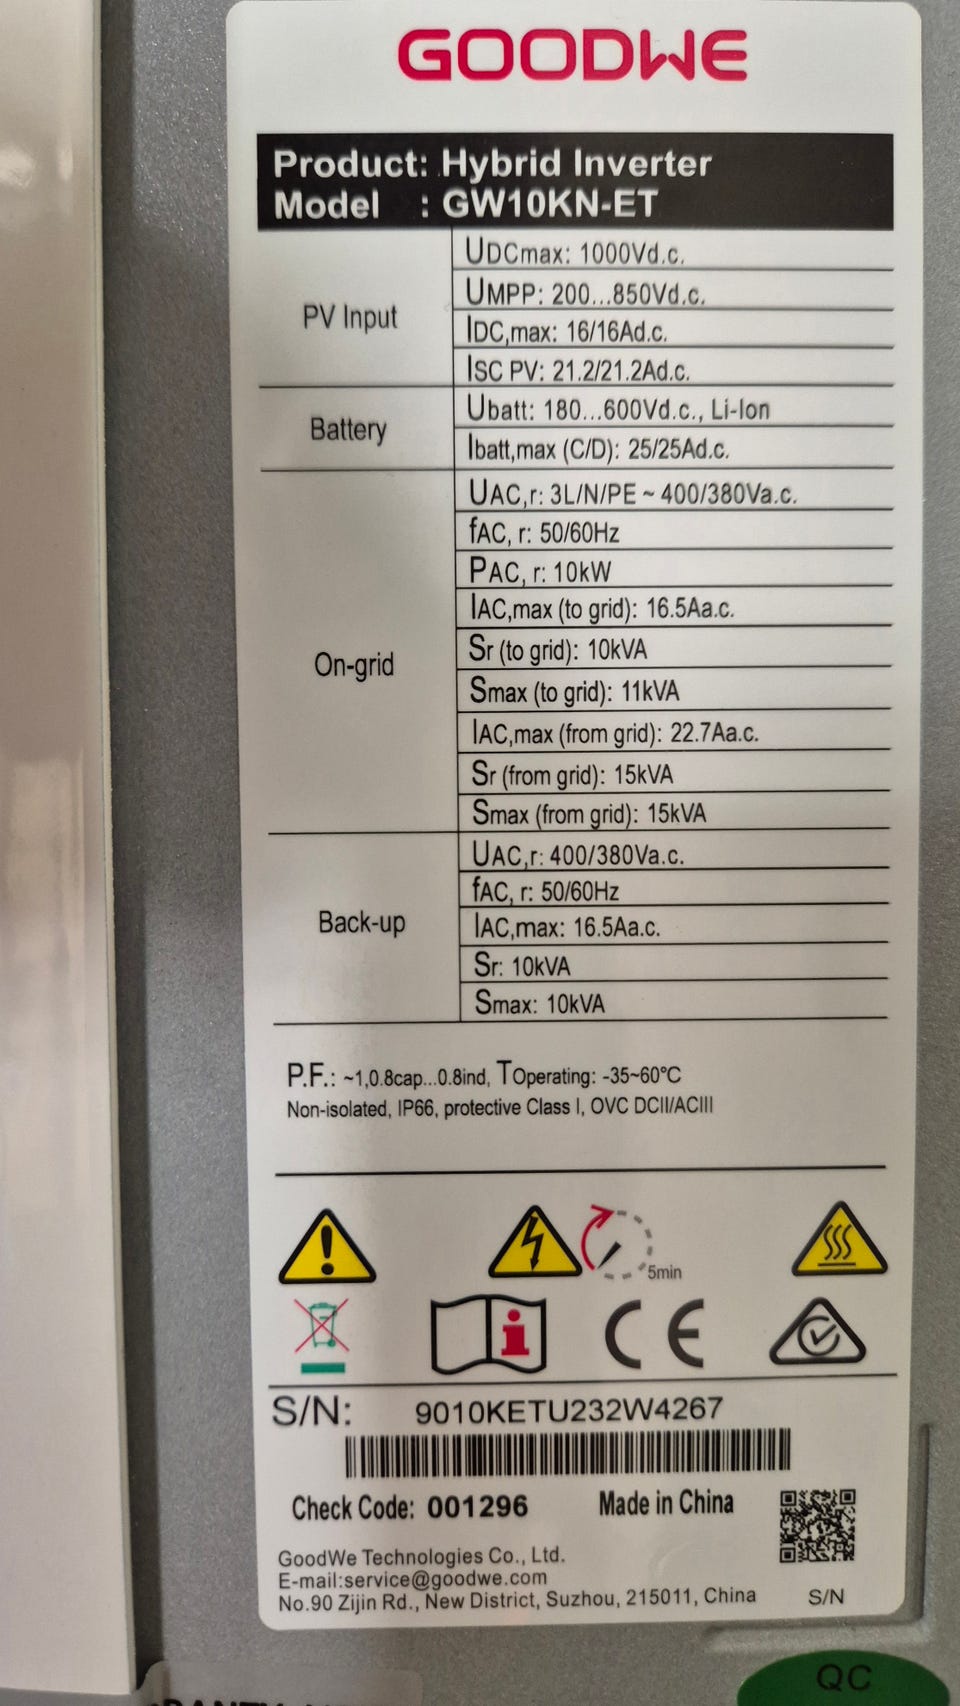 GOODWE
Product: Hybrid Inverter
Model : GW10KN-ET
PV Input
UDCmax: 1000Vd.c.
UMPP: 200...850Vd.c.
IDC,max: 16/16Ad.c.
ISC PV: 21.2/21.2Ad.c.
Battery
Ubatt: 180...600Vd.c., Li-Ion
Ibatt,max (C/D): 25/25Ad.c.
On-grid
UAC,r: 3L/N/PE ~ 400/380Va.c.
fAC, r: 50/60Hz
PAC, r: 10kW
IAC,max (to grid): 16.5Aa.c.
Sr (to grid): 10kVA
Smax (to grid): 11kVA
IAC,max (from grid): 22.7Aa.c.
Sr (from grid): 15kVA
Smax (from grid): 15kVA
Back-up
UAC,r: 400/380Va.c.
fAC, r: 50/60Hz
IAC,max: 16.5Aa.c.
Sr: 10kVA
Smax: 10kVA
P.F.: ~1,0.8cap...0.8ind, TOperating: -35~60°C
Non-isolated, IP66, protective Class I, OVC DCII/ACIII
5min
CE
S/N: 9010KETU232W4267
Check Code: 001296 Made in China
GoodWe Technologies Co., Ltd.
E-mail:service@goodwe.com
No.90 Zijin Rd., New District, Suzhou, 215011, China
S/N
QC